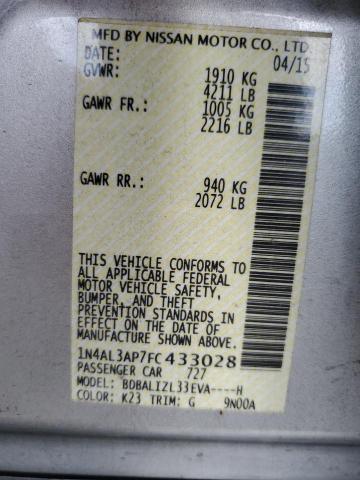 MFD BY NISSAN MOTOR CO., LTD.
DATE: 04/15
GVWR: 1910 KG
4211 LB
GAWR FR.: 1005 KG
2216 LB
GAWR RR.: 940 KG
2072 LB
THIS VEHICLE CONFORMS TO
ALL APPLICABLE FEDERAL
MOTOR VEHICLE SAFETY,
BUMPER, AND THEFT
PREVENTION STANDARDS IN
EFFECT ON THE DATE OF
MANUFACTURE SHOWN ABOVE.
1N4AL3AP7FC433028
PASSENGER CAR 727
MODEL: BDBALIZL33EVA----H
COLOR: K23 TRIM: G 9N00A